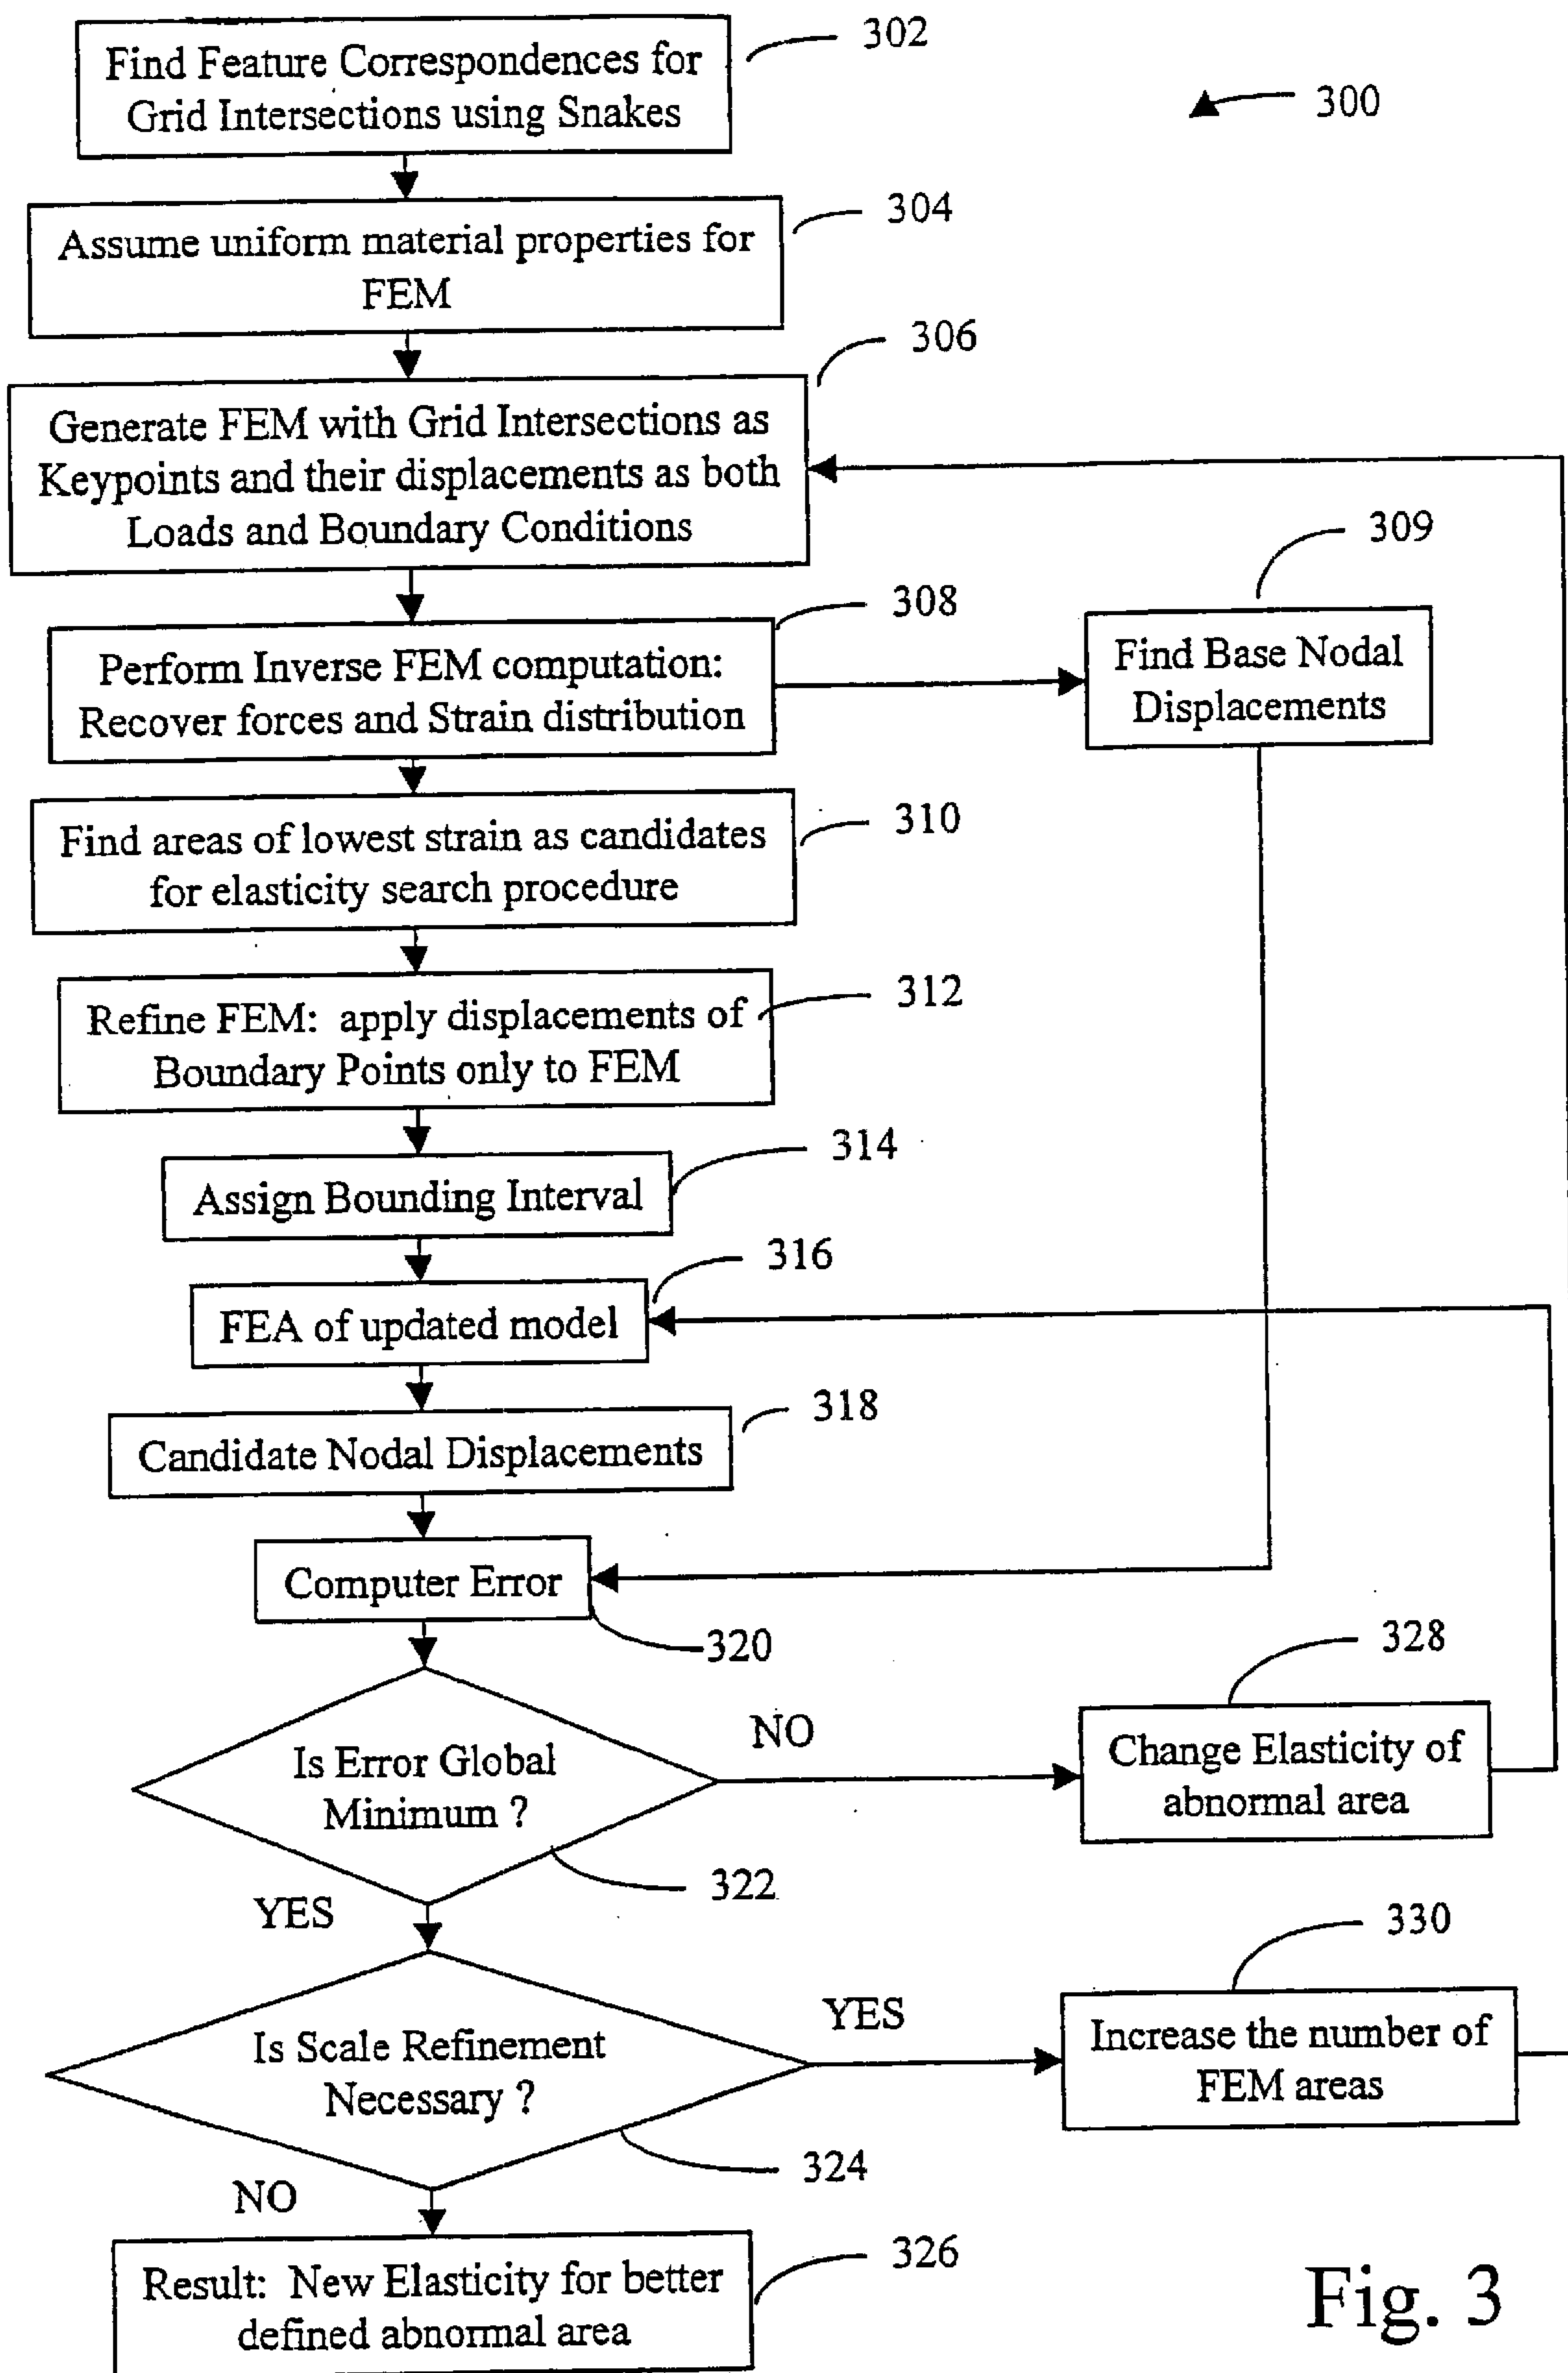 302
Find Feature Correspondences for
Grid Intersections using Snakes
300
304
Assume uniform material properties for
FEM
306
Generate FEM with Grid Intersections as
Keypoints and their displacements as both
Loads and Boundary Conditions
309
308
Perform Inverse FEM computation:
Recover forces and Strain distribution
Find Base Nodal
Displacements
310
Find areas of lowest strain as candidates
for elasticity search procedure
312
Refine FEM: apply displacements of
Boundary Points only to FEM
314
Assign Bounding Interval
316
FEA of updated model
318
Candidate Nodal Displacements
Computer Error
320
328
NO
Is Error Global
Minimum ?
Change Elasticity of
abnormal area
322
YES
330
YES
Is Scale Refinement
Necessary ?
Increase the number of
FEM areas
324
NO
326
Result: New Elasticity for better
defined abnormal area
Fig. 3